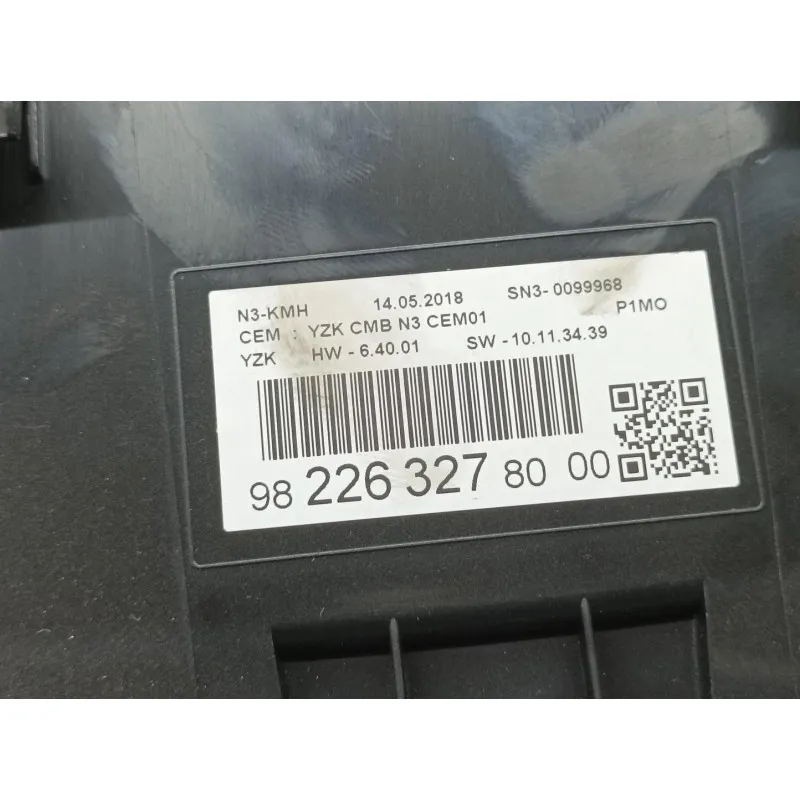 N3-KMH 14.05.2018 SN3- 0099968
CEM : YZK CMB N3 CEM01 P1MO
YZK HW - 6.40.01 SW - 10.11.34.39
98 226 327 80 00